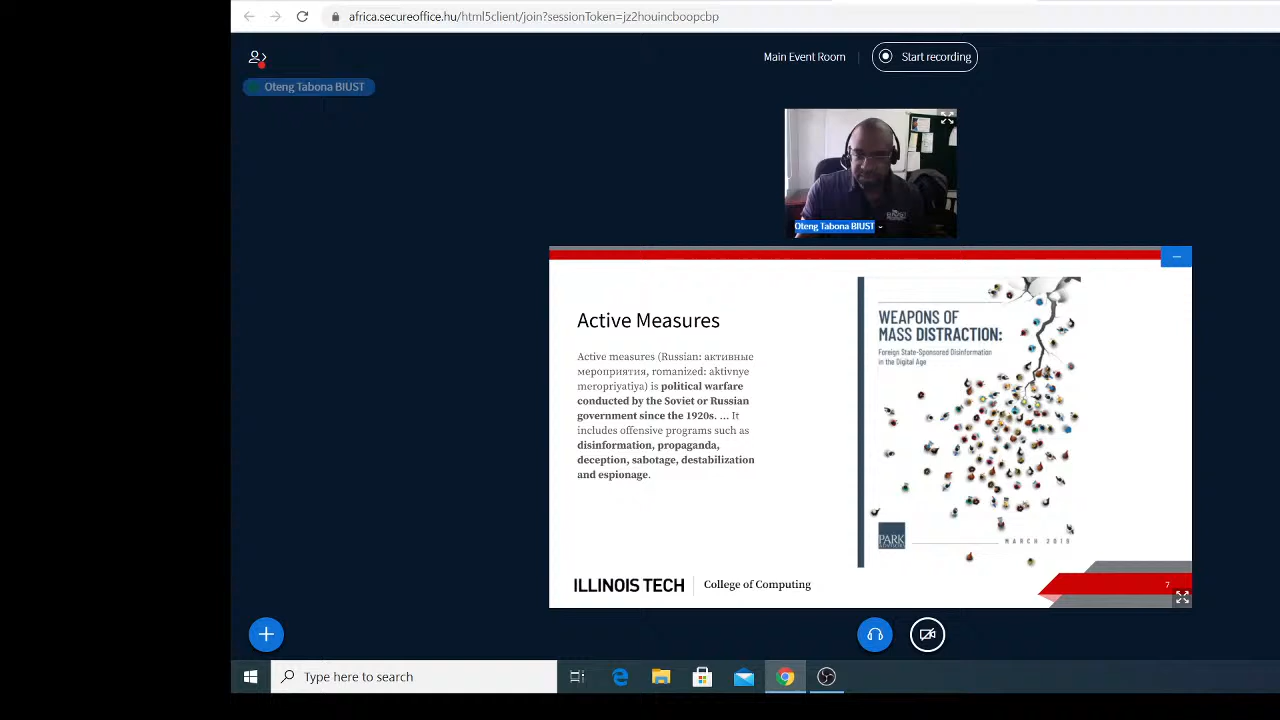 africa.secureoffice.hu/html5client/join?sessionToken=jz2houincboopcbp
Main Event Room
Start recording
Oteng Tabona BIUST
Oteng Tabona BIUST
Active Measures
Active measures (Russian: активные
мероприятия, romanized: aktivnye
meropriyatiya) is political warfare
conducted by the Soviet or Russian
government since the 1920s. ... It
includes offensive programs such as
disinformation, propaganda,
deception, sabotage, destabilization
and espionage.
WEAPONS OF
MASS DISTRACTION:
Foreign State-Sponsored Disinformation
in the Digital Age
PARK
MARCH 2019
ILLINOIS TECH
College of Computing
7
Type here to search